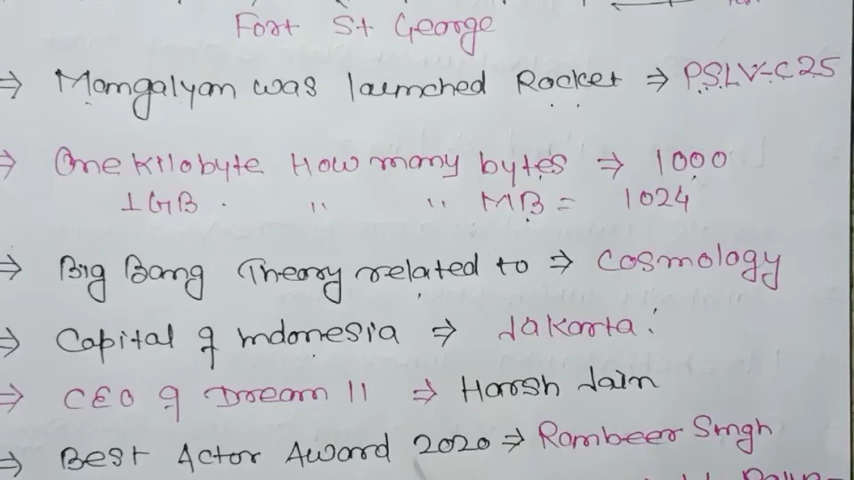 Fort St George
⇒ Mangalyan was launched Rocket ⇒ PSLV-C25
⇒ One Kilobyte How many bytes ⇒ 1000
1GB " " MB = 1024
⇒ Big Bang Theory related to ⇒ Cosmology
⇒ Capital of Indonesia ⇒ Jakarta.
⇒ CEO of Dream 11 ⇒ Harsh Jain
⇒ Best Actor Award 2020 ⇒ Ranbeer Singh